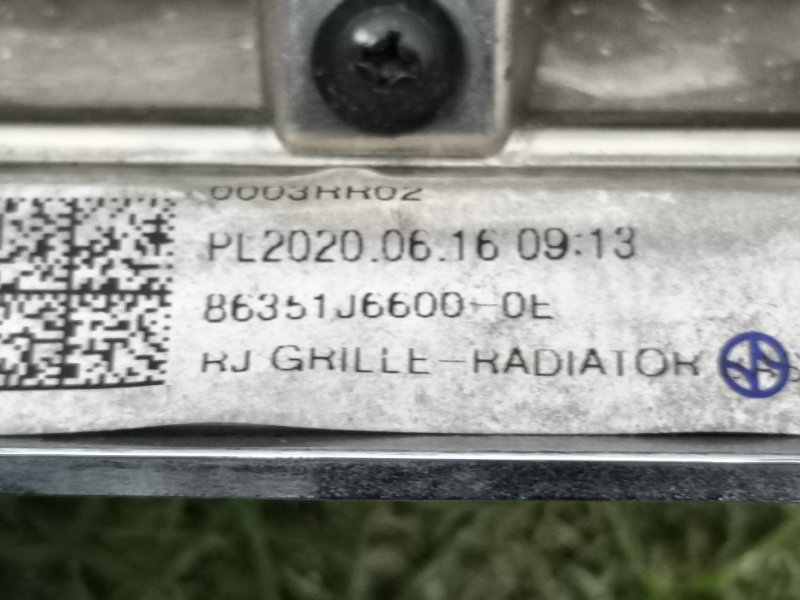 0003RR02
PL2020.06.16 09:13
86351J6600-0E
RJ GRILLE-RADIATOR